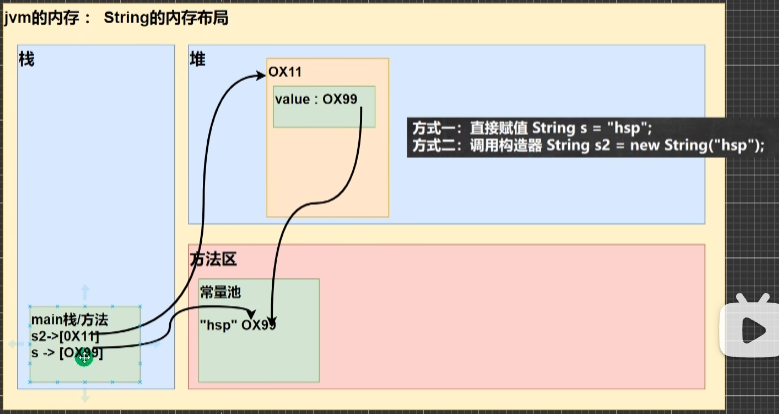 jvm的内存： String的内存布局
栈
堆
OX11
value : OX99
方式一：直接赋值 String s = "hsp";
方式二：调用构造器 String s2 = new String("hsp");
方法区
常量池
"hsp" OX99
main栈/方法
s2->[0X11]
s -> [OX99]